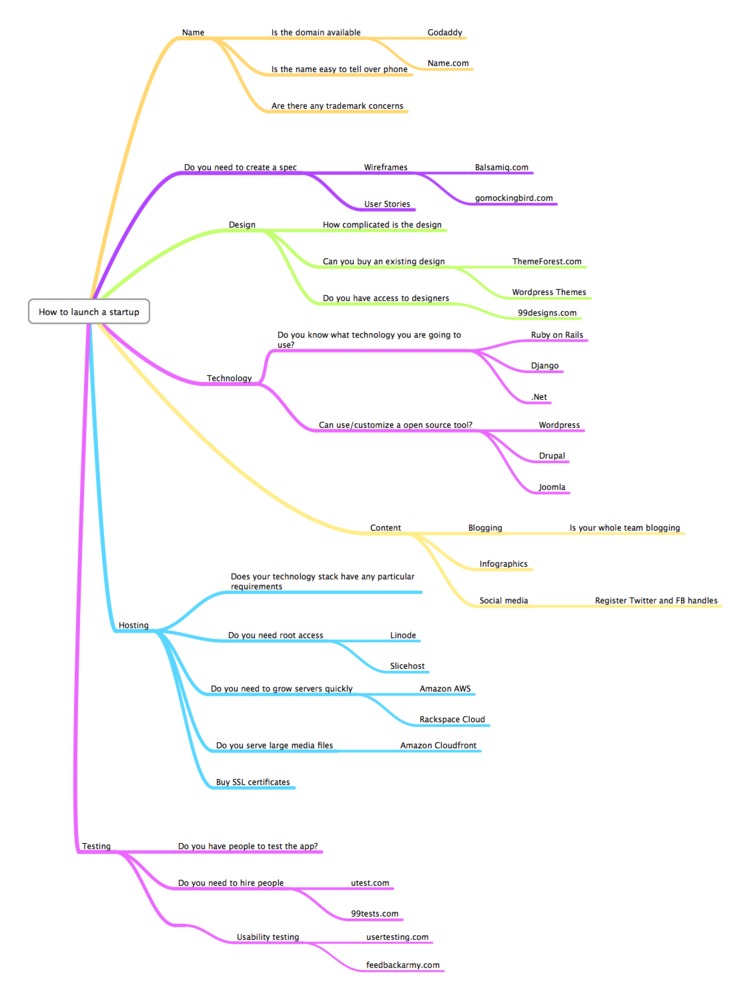 Name
Is the domain available
Godaddy
Name.com
Is the name easy to tell over phone
Are there any trademark concerns
Do you need to create a spec
Wireframes
Balsamiq.com
gomockingbird.com
User Stories
Design
How complicated is the design
Can you buy an existing design
ThemeForest.com
Wordpress Themes
Do you have access to designers
99designs.com
How to launch a startup
Technology
Do you know what technology you are going to
use?
Ruby on Rails
Django
.Net
Can use/customize a open source tool?
Wordpress
Drupal
Joomla
Content
Blogging
Is your whole team blogging
Infographics
Social media
Register Twitter and FB handles
Hosting
Does your technology stack have any particular
requirements
Do you need root access
Linode
Slicehost
Do you need to grow servers quickly
Amazon AWS
Rackspace Cloud
Do you serve large media files
Amazon Cloudfront
Buy SSL certificates
Testing
Do you have people to test the app?
Do you need to hire people
utest.com
99tests.com
Usability testing
usertesting.com
feedbackarmy.com